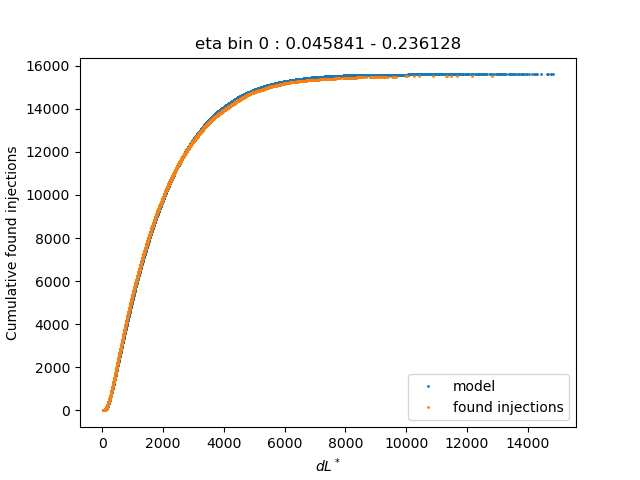 eta bin 0 : 0.045841 - 0.236128
Cumulative found injections
16000
14000
12000
10000
8000
6000
4000
2000
0
0 2000 4000 6000 8000 10000 12000 14000
dL*
model
found injections